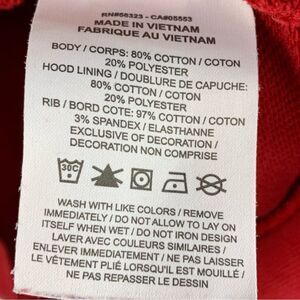 RN#56323 - CA#05553
MADE IN VIETNAM
FABRIQUE AU VIETNAM
BODY / CORPS: 80% COTTON / COTON
20% POLYESTER
HOOD LINING / DOUBLURE DE CAPUCHE:
80% COTTON / COTON
20% POLYESTER
RIB / BORD COTE: 97% COTTON / COTON
3% SPANDEX / ELASTHANNE
EXCLUSIVE OF DECORATION /
DECORATION NON COMPRISE
30C
WASH WITH LIKE COLORS / REMOVE
IMMEDIATELY / DO NOT ALLOW TO LAY ON
ITSELF WHEN WET / DO NOT IRON DESIGN
LAVER AVEC COULEURS SIMILAIRES /
ENLEVER IMMEDIATEMENT / NE PAS LAISSER
LE VÊTEMENT PLIÉ LORSQU'IL EST MOUILLÉ /
NE PAS REPASSER LE DESSIN